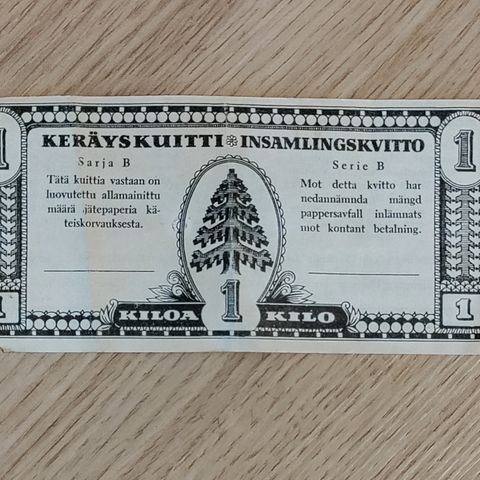 KERÄYSKUITTI ❋ INSAMLINGSKVITTO
1
1
Sarja B
Tätä kuittia vastaan on
luovutettu allamainittu
määrä jätepaperia kä-
teiskorvauksesta.
Serie B
Mot detta kvitto har
nedannämnda mängd
pappersavfall inlämnats
mot kontant betalning.
1
KILOA 1 KILO
1